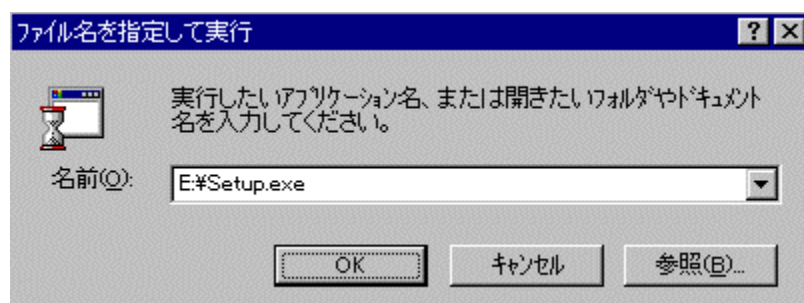 ファイル名を指定して実行
実行したいアプリケーション名、または開きたいフォルダやドキュメント
名を入力してください。
名前(O):
E:¥Setup.exe
OK
キャンセル
参照(B)...